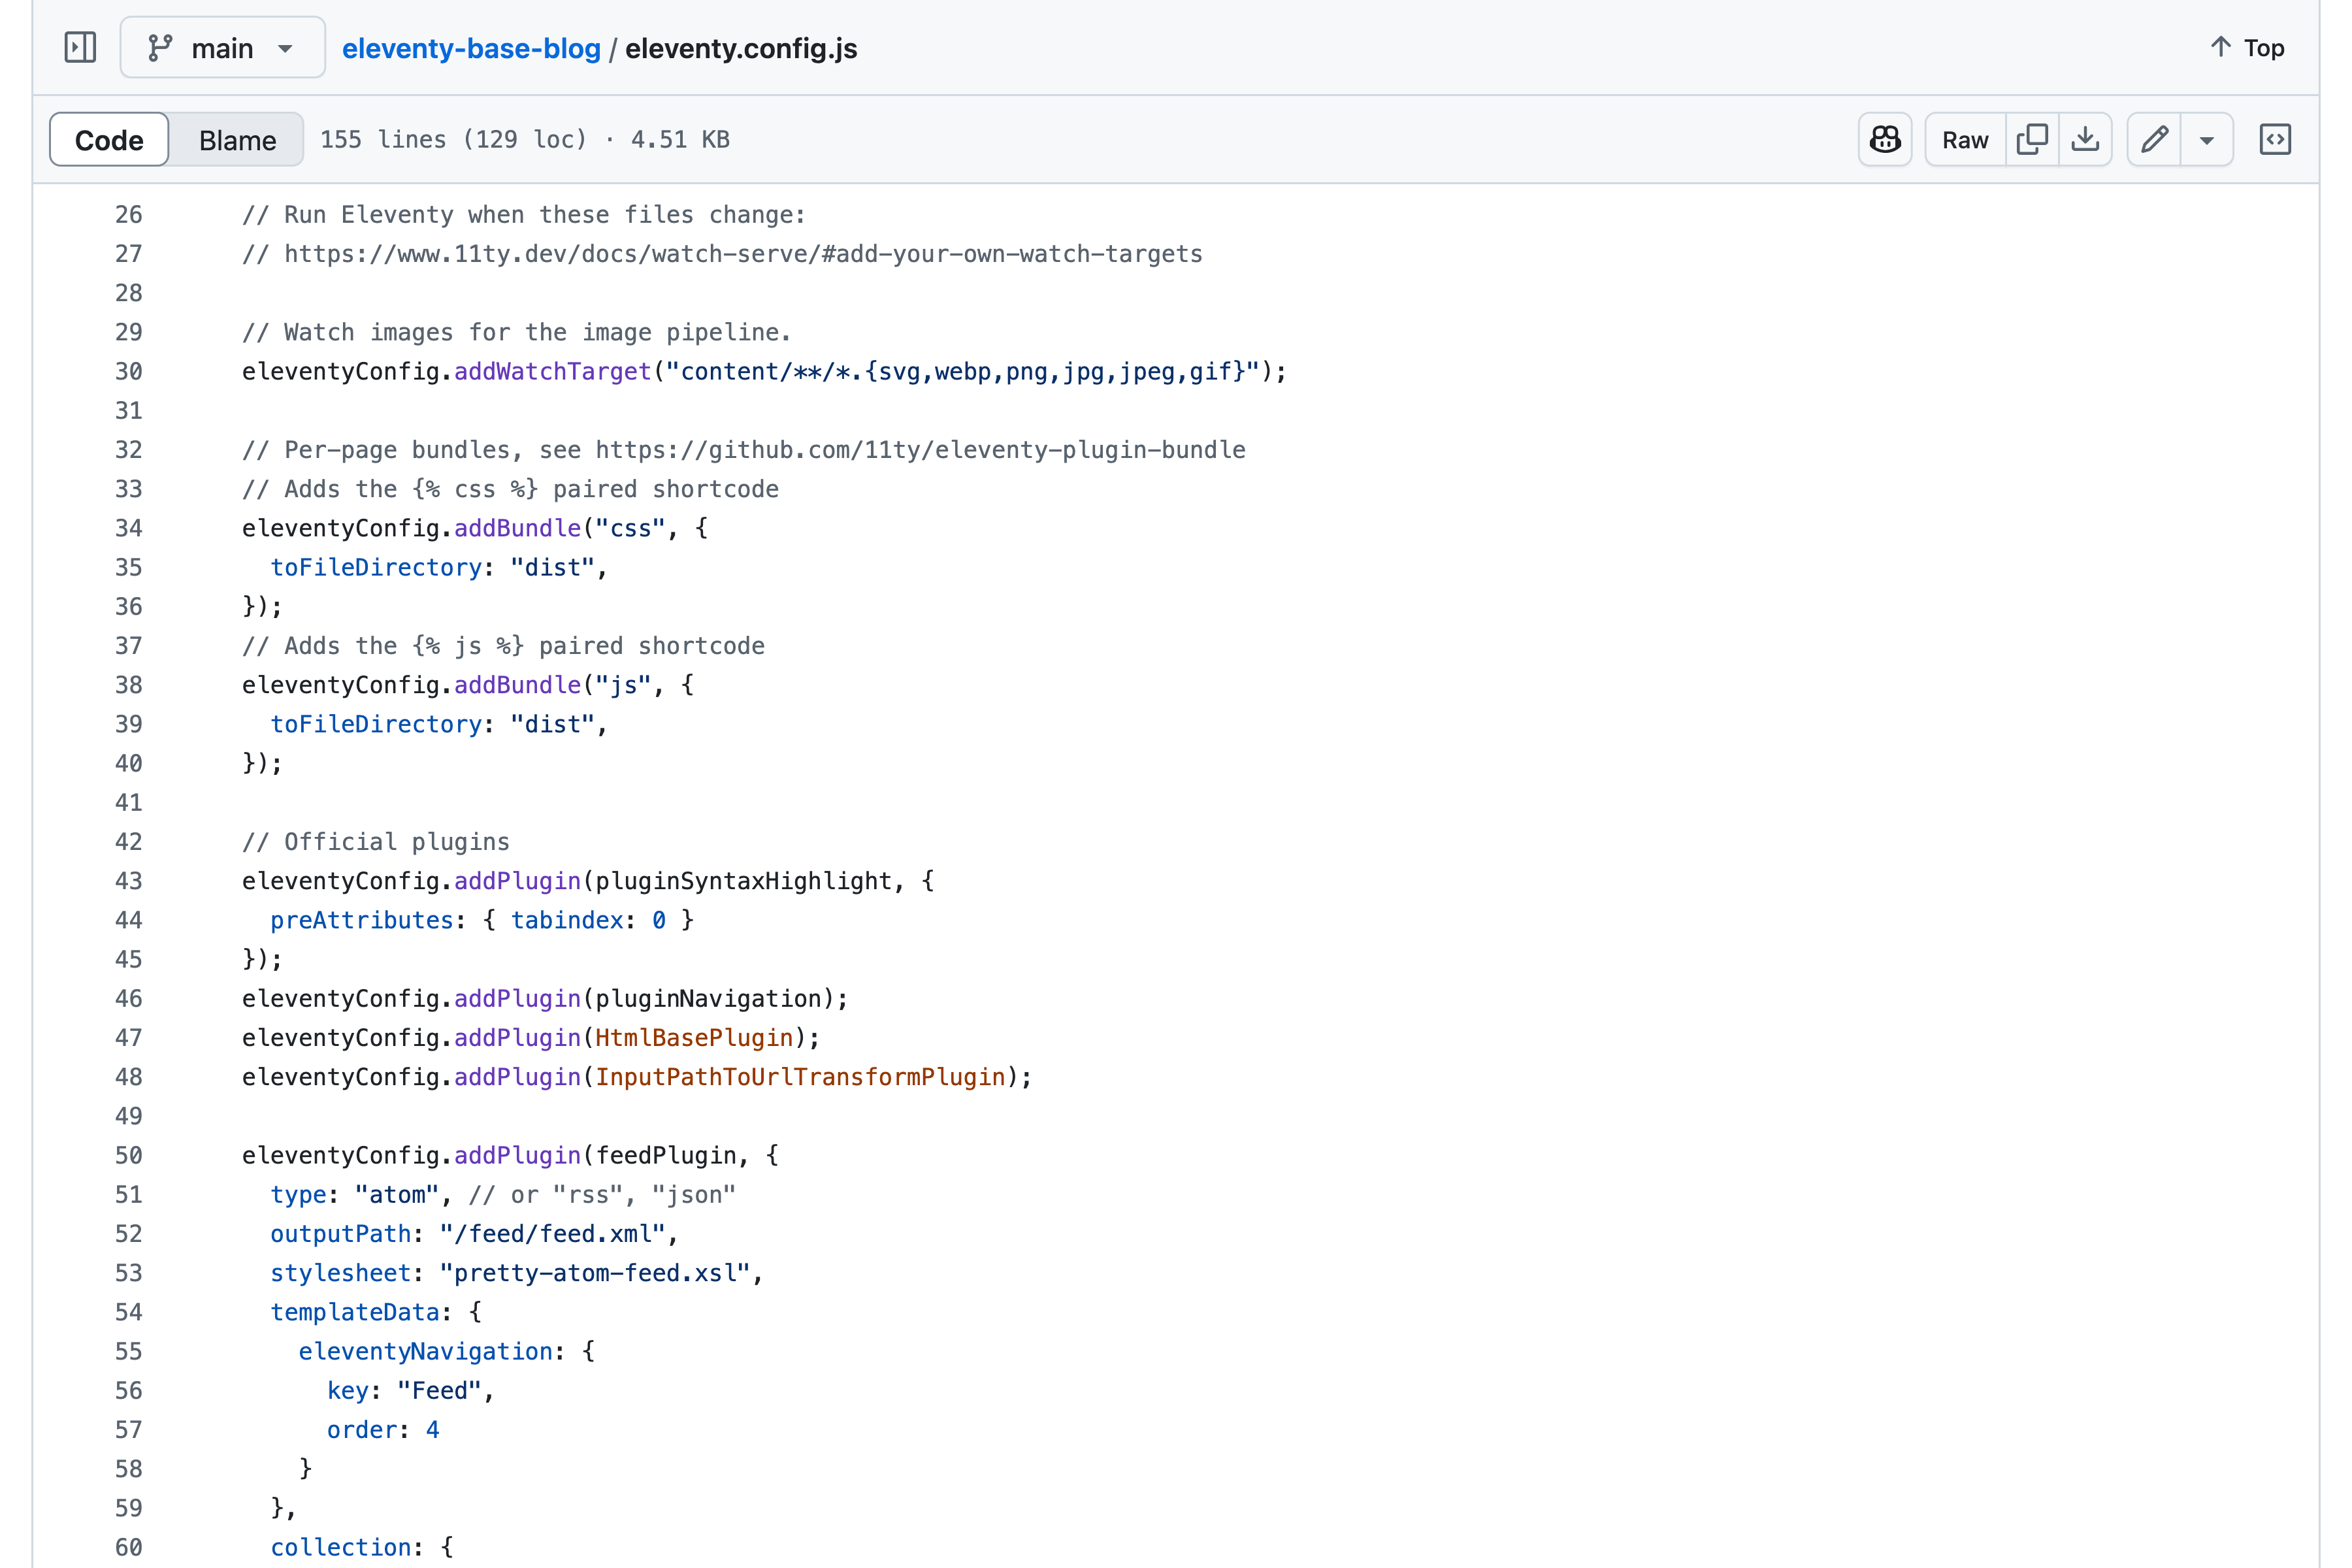 main eleventy-base-blog / eleventy.config.js Top
Code Blame 155 lines (129 loc) · 4.51 KB Raw
26 // Run Eleventy when these files change:
27 // https://www.11ty.dev/docs/watch-serve/#add-your-own-watch-targets
28
29 // Watch images for the image pipeline.
30 eleventyConfig.addWatchTarget("content/**/*.{svg,webp,png,jpg,jpeg,gif}");
31
32 // Per-page bundles, see https://github.com/11ty/eleventy-plugin-bundle
33 // Adds the {% css %} paired shortcode
34 eleventyConfig.addBundle("css", {
35 toFileDirectory: "dist",
36 });
37 // Adds the {% js %} paired shortcode
38 eleventyConfig.addBundle("js", {
39 toFileDirectory: "dist",
40 });
41
42 // Official plugins
43 eleventyConfig.addPlugin(pluginSyntaxHighlight, {
44 preAttributes: { tabindex: 0 }
45 });
46 eleventyConfig.addPlugin(pluginNavigation);
47 eleventyConfig.addPlugin(HtmlBasePlugin);
48 eleventyConfig.addPlugin(InputPathToUrlTransformPlugin);
49
50 eleventyConfig.addPlugin(feedPlugin, {
51 type: "atom", // or "rss", "json"
52 outputPath: "/feed/feed.xml",
53 stylesheet: "pretty-atom-feed.xsl",
54 templateData: {
55 eleventyNavigation: {
56 key: "Feed",
57 order: 4
58 }
59 },
60 collection: {